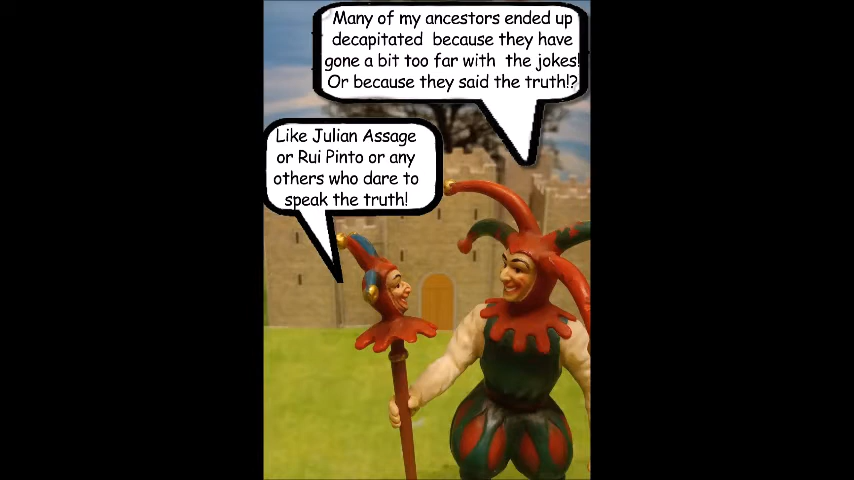 Many of my ancestors ended up
decapitated because they have
gone a bit too far with the jokes!
Or because they said the truth!?
Like Julian Assage
or Rui Pinto or any
others who dare to
speak the truth!